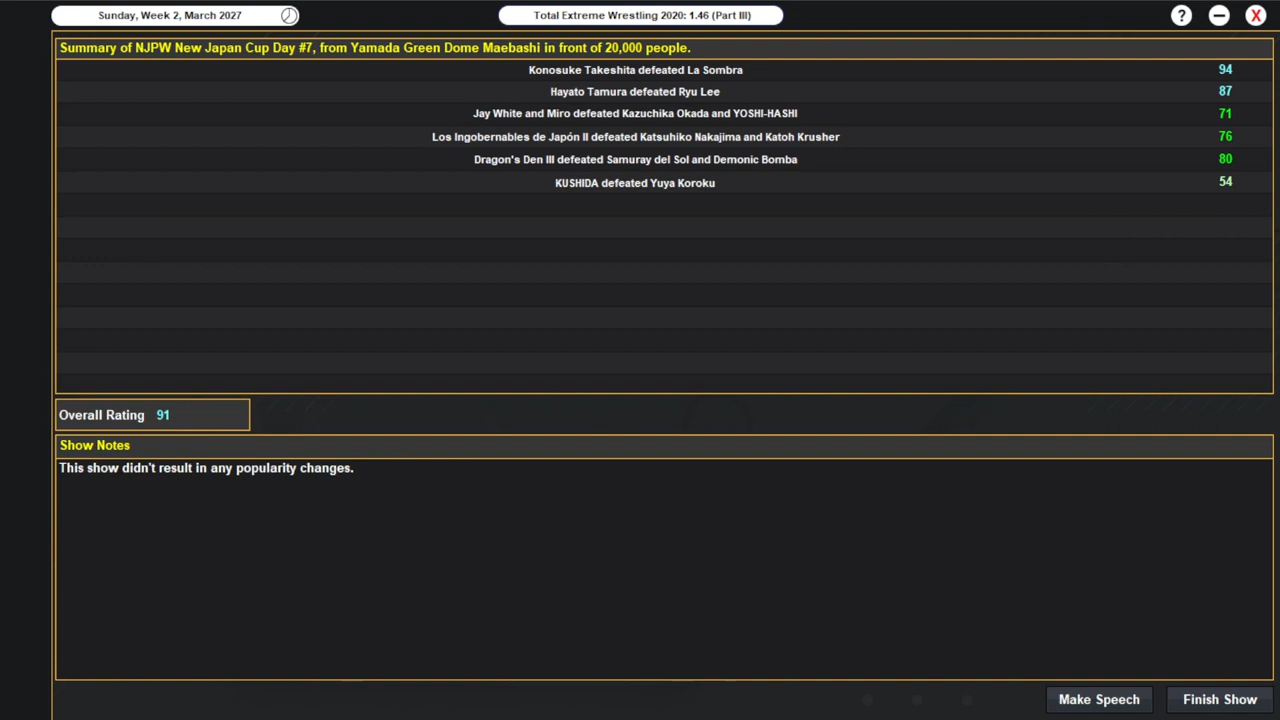 Sunday, Week 2, March 2027
Total Extreme Wrestling 2020: 1.46 (Part III)
?
X
Summary of NJPW New Japan Cup Day #7, from Yamada Green Dome Maebashi in front of 20,000 people.
Konosuke Takeshita defeated La Sombra 94
Hayato Tamura defeated Ryu Lee 87
Jay White and Miro defeated Kazuchika Okada and YOSHI-HASHI 71
Los Ingobernables de Japón II defeated Katsuhiko Nakajima and Katoh Krusher 76
Dragon's Den III defeated Samuray del Sol and Demonic Bomba 80
KUSHIDA defeated Yuya Koroku 54
Overall Rating 91
Show Notes
This show didn't result in any popularity changes.
Make Speech
Finish Show